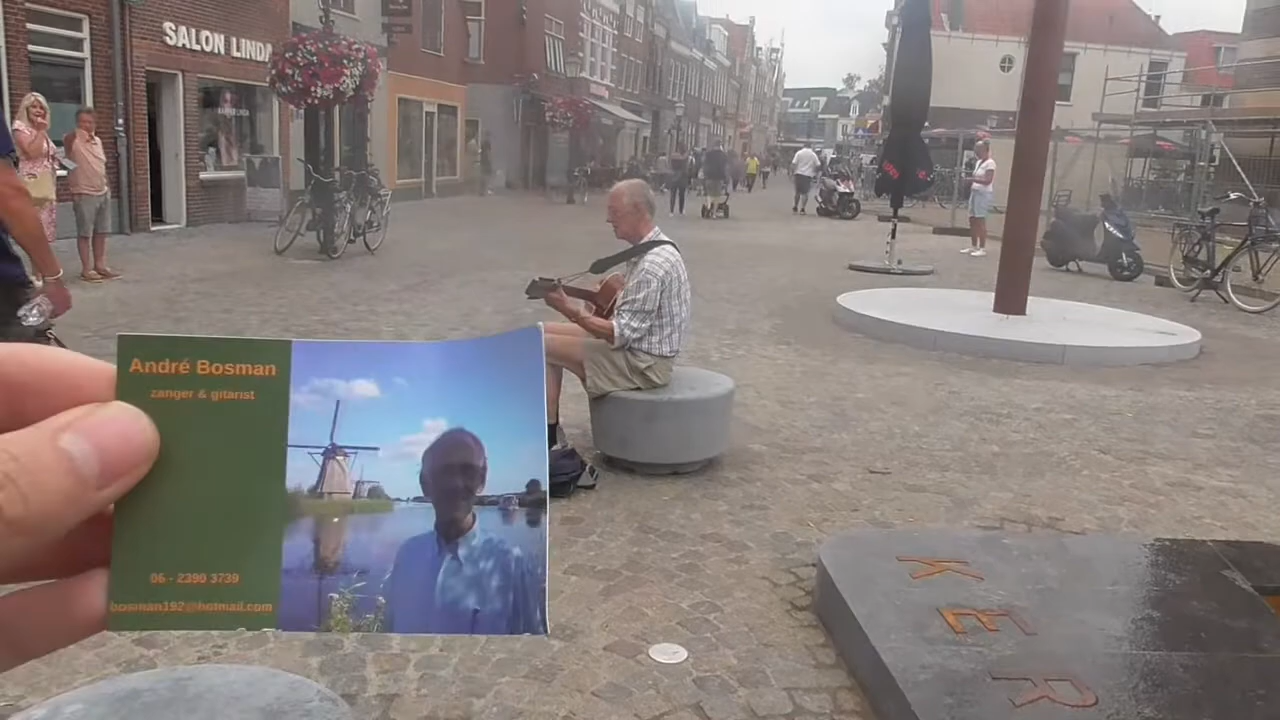 SALON LINDA
André Bosman
zanger & gitarist
06 - 2390 3739
bosman192@hotmail.com
K
E
R